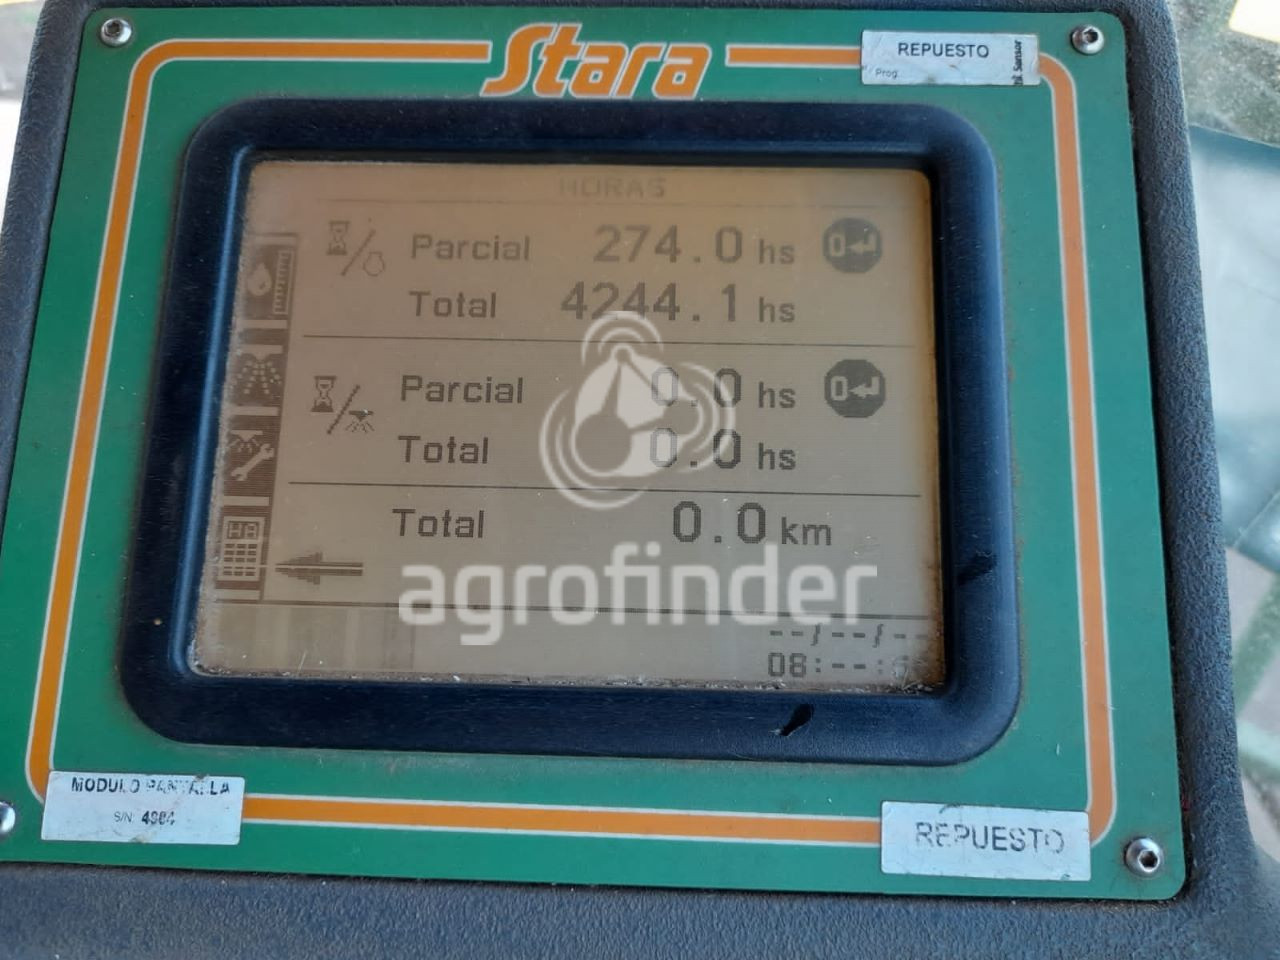 Stara
REPUESTO
Prog
HORAS
Parcial 274.0 hs
Total 4244.1 hs
Parcial 0.0 hs
Total 0.0 hs
Total 0.0 km
agrofinder
--/--/--
08:--:
MODULO PANTALLA
S/N 4984
REPUESTO